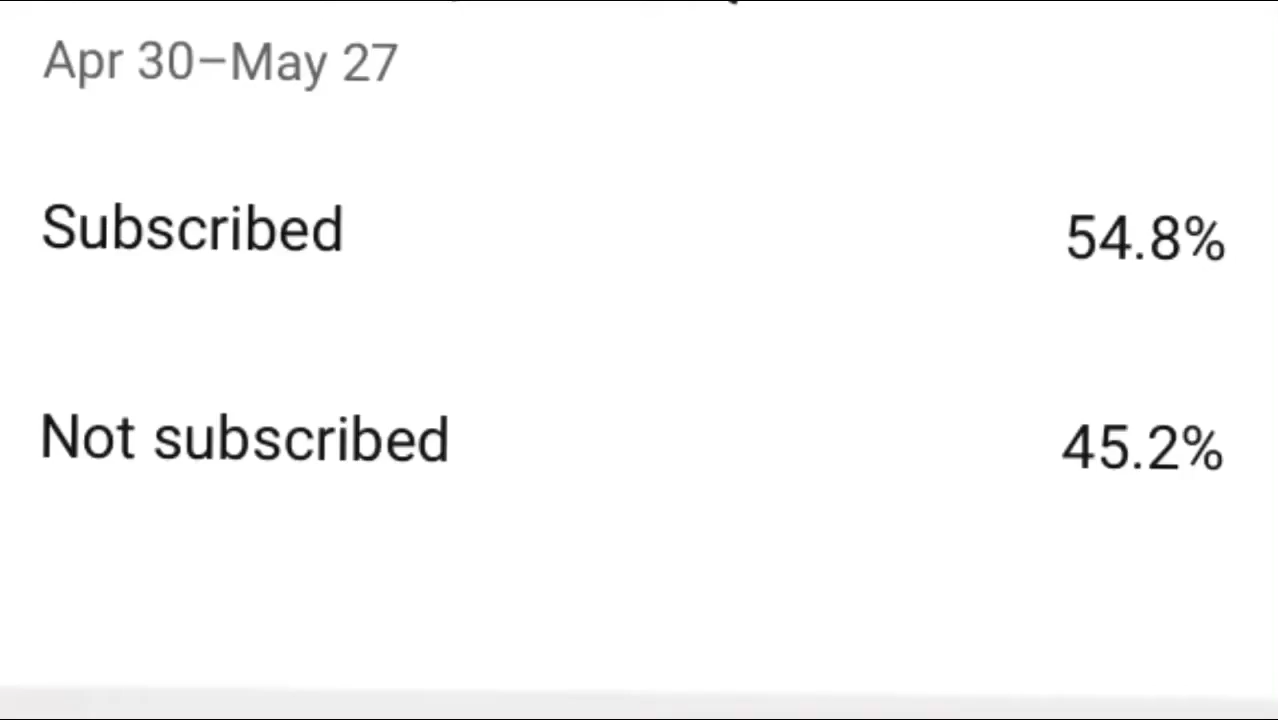 Apr 30–May 27
Subscribed 54.8%
Not subscribed 45.2%